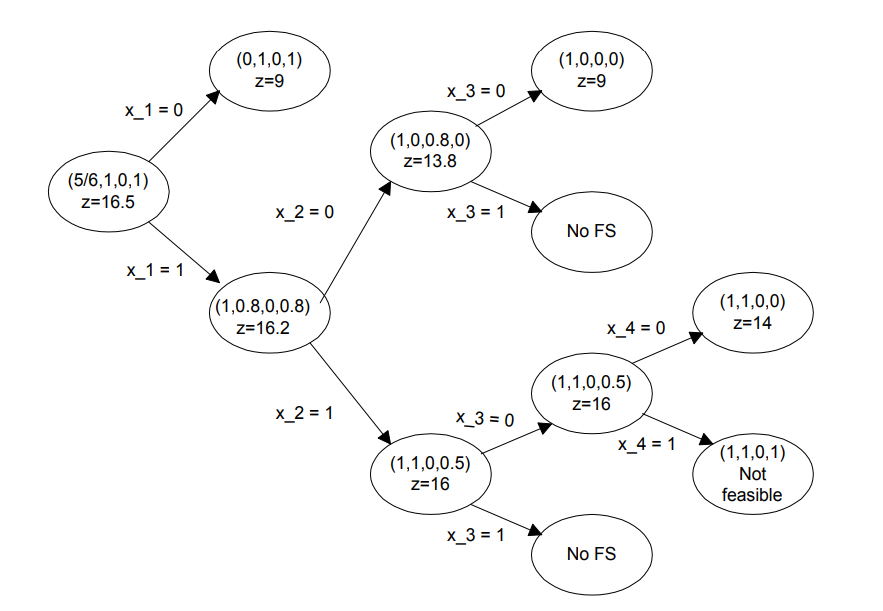 (0,1,0,1)
z=9
(1,0,0,0)
z=9
x_3 = 0
x_1 = 0
(1,0,0.8,0)
z=13.8
(5/6,1,0,1)
z=16.5
x_2 = 0
x_3 = 1
No FS
x_1 = 1
(1,0.8,0,0.8)
z=16.2
(1,1,0,0)
z=14
x_4 = 0
(1,1,0,0.5)
z=16
x_2 = 1
x_3 = 0
x_4 = 1
(1,1,0,1)
Not
feasible
(1,1,0,0.5)
z=16
x_3 = 1
No FS